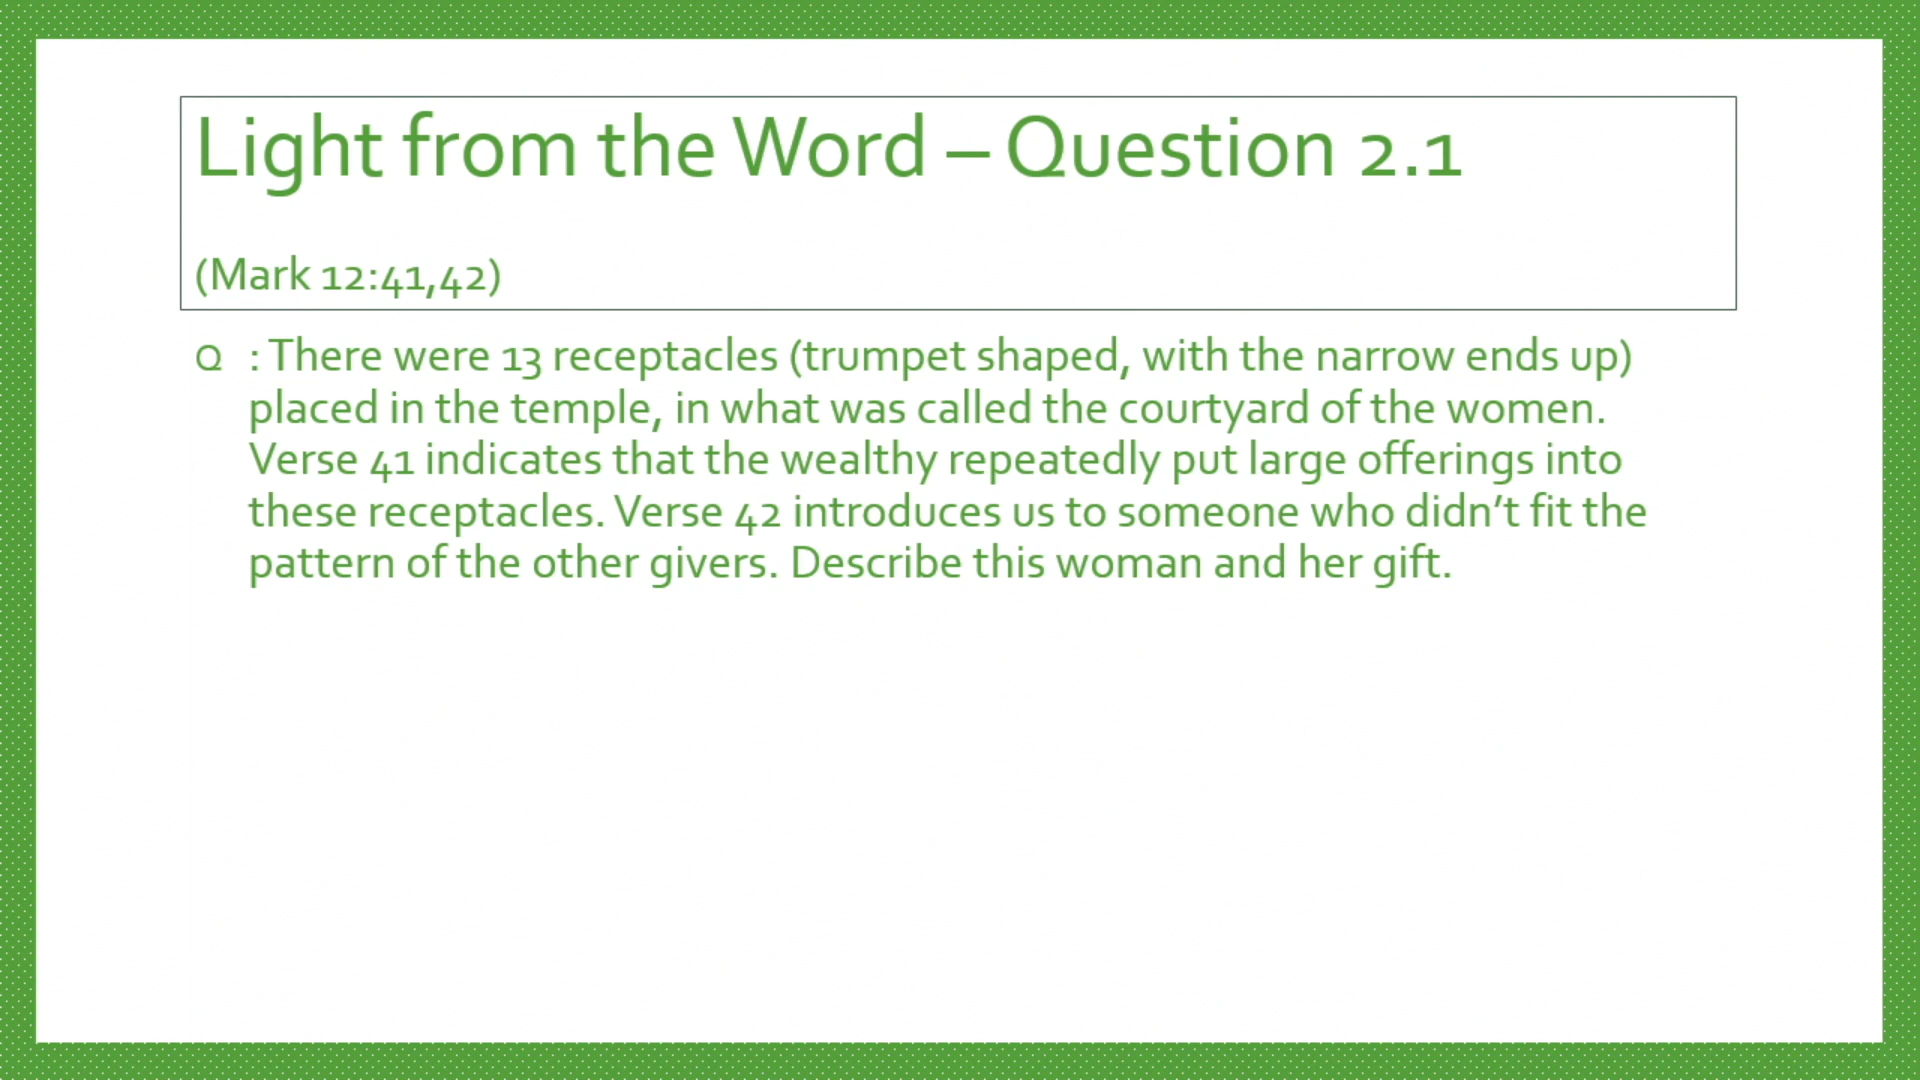 Light from the Word – Question 2.1
(Mark 12:41,42)
Q : There were 13 receptacles (trumpet shaped, with the narrow ends up)
placed in the temple, in what was called the courtyard of the women.
Verse 41 indicates that the wealthy repeatedly put large offerings into
these receptacles. Verse 42 introduces us to someone who didn’t fit the
pattern of the other givers. Describe this woman and her gift.